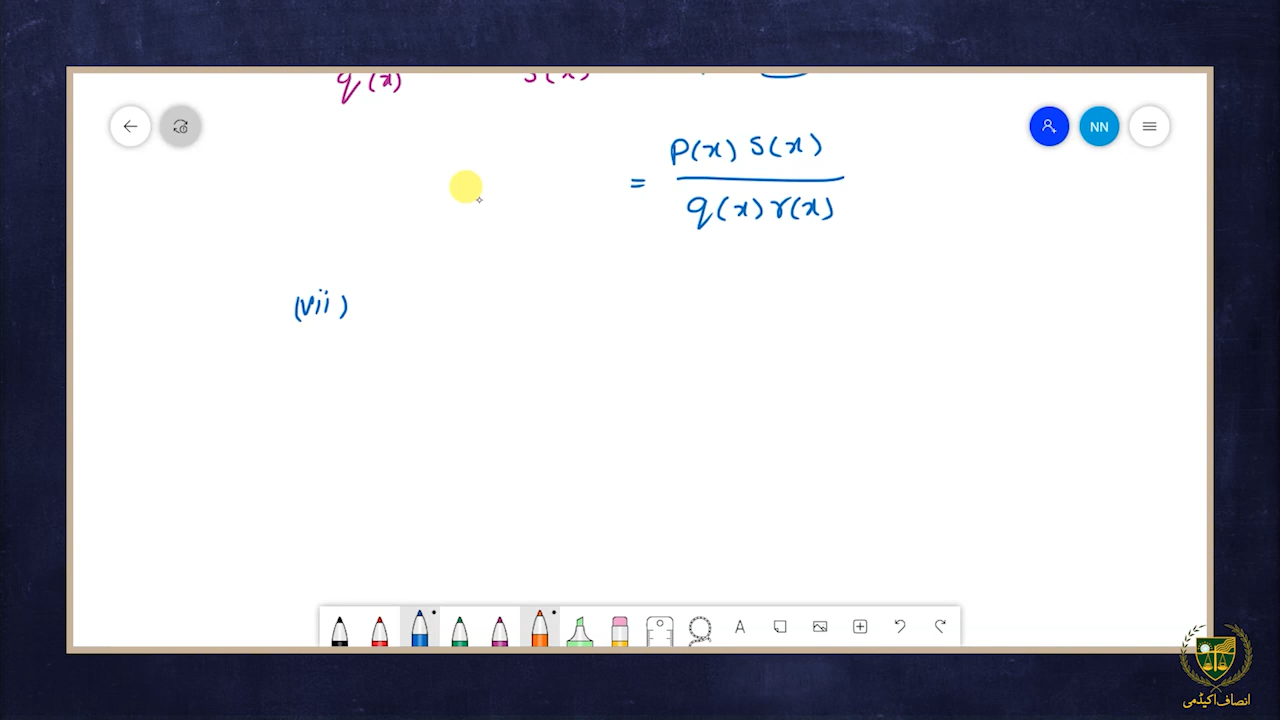 q(x) S(x)
P(x) S(x)
=
q(x) r(x)
(vii)
NN
A
انصاف اکیڈمی